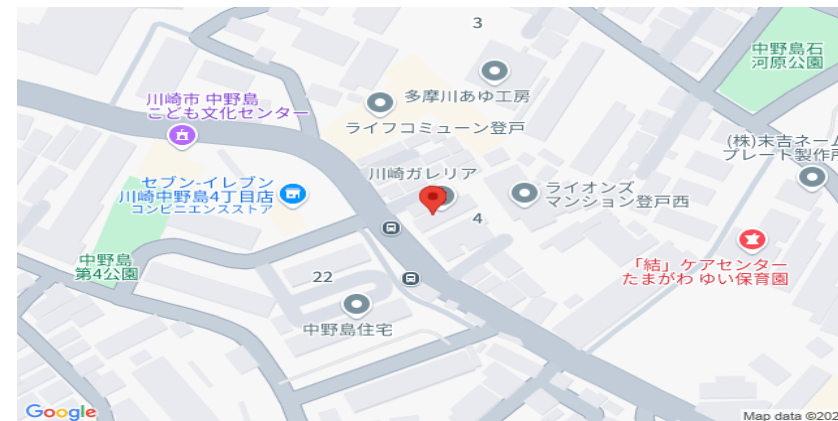 3
中野島石
河原公園
多摩川あゆ工房
川崎市 中野島
こども文化センター
ライフコミューン登戸
(株)末吉ネーム
プレート製作所
川崎ガレリア
セブン-イレブン
川崎中野島4丁目店
コンビニエンスストア
ライオンズ
マンション登戸西
4
中野島
第4公園
「結」ケアセンター
たまがわ ゆい保育園
22
中野島住宅
Google
Map data ©202